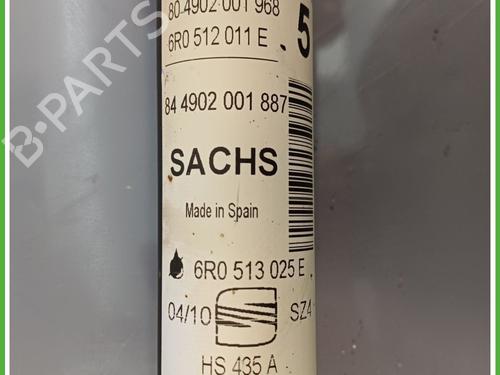 80 4902 001 968
6R0 512 011 E . 5
84 4902 001 887
SACHS
Made in Spain
6R0 513 025 E
04/10 SZ4
HS 435 A
B-PARTS